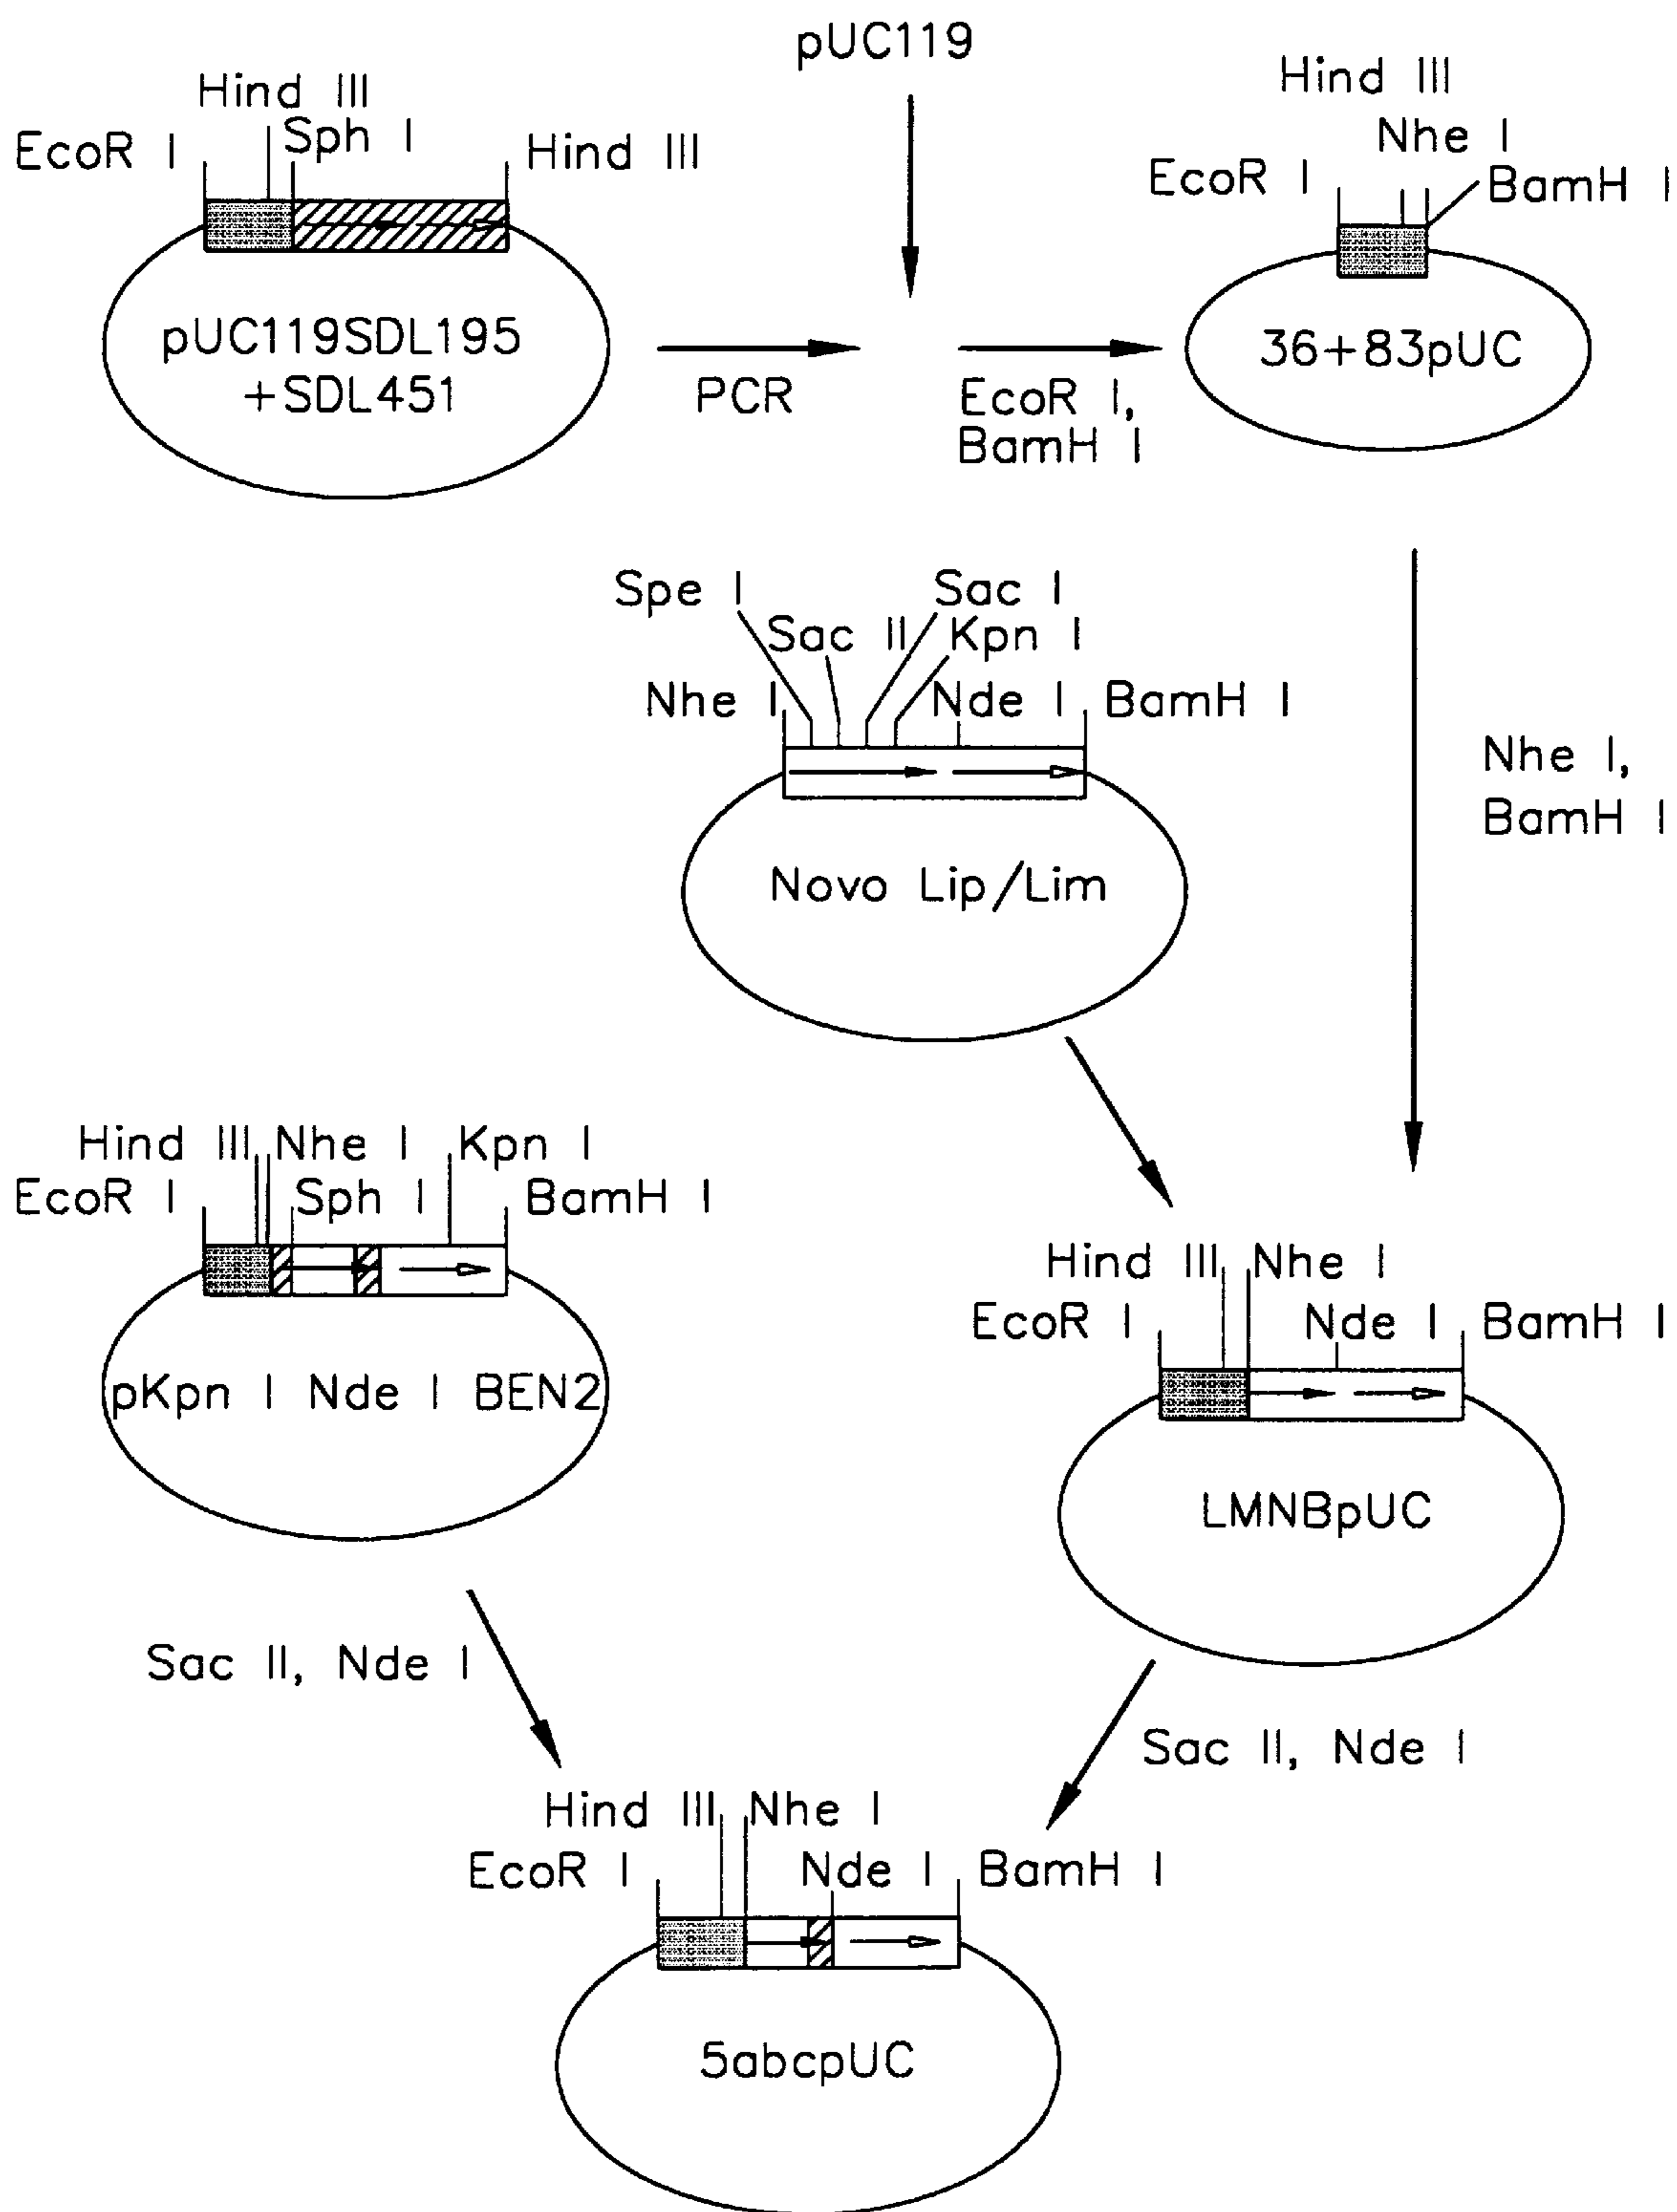 pUC119
Hind III
EcoR I
Sph I
Hind III
pUC119SDL195
+SDL451
PCR
EcoR I,
BamH I
Hind III
Nhe I
EcoR I
BamH I
36+83pUC
Spe I
Sac I
Sac II
Kpn I
Nhe I
Nde I
BamH I
Novo Lip/Lim
Nhe I,
BamH I
Hind III
Nhe I
Kpn I
EcoR I
Sph I
BamH I
pKpn I Nde I BEN2
Hind III
Nhe I
EcoR I
Nde I
BamH I
LMNBpUC
Sac II, Nde I
Sac II, Nde I
Hind III
Nhe I
EcoR I
Nde I
BamH I
5abcpUC